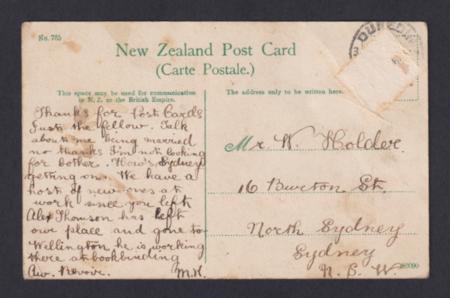 No. 765
DUNEDIN
New Zealand Post Card
(Carte Postale.)
This space may be used for communication
in N.Z. or the British Empire.
The address only to be written here.
Thanks for Post Cards
Just the fellow. Talk
about me being married
no thanks I'm not looking
for bother. How's Sydney
getting on. We have a
host of new ones at
work since you left
Alex Thomson has left
our place and gone to
Wellington he is working
there at bookbinding
Au. Revoir. M.H.
Mr. W. Holder.
16 Burton St.
North Sydney
Sydney
N. S. W.